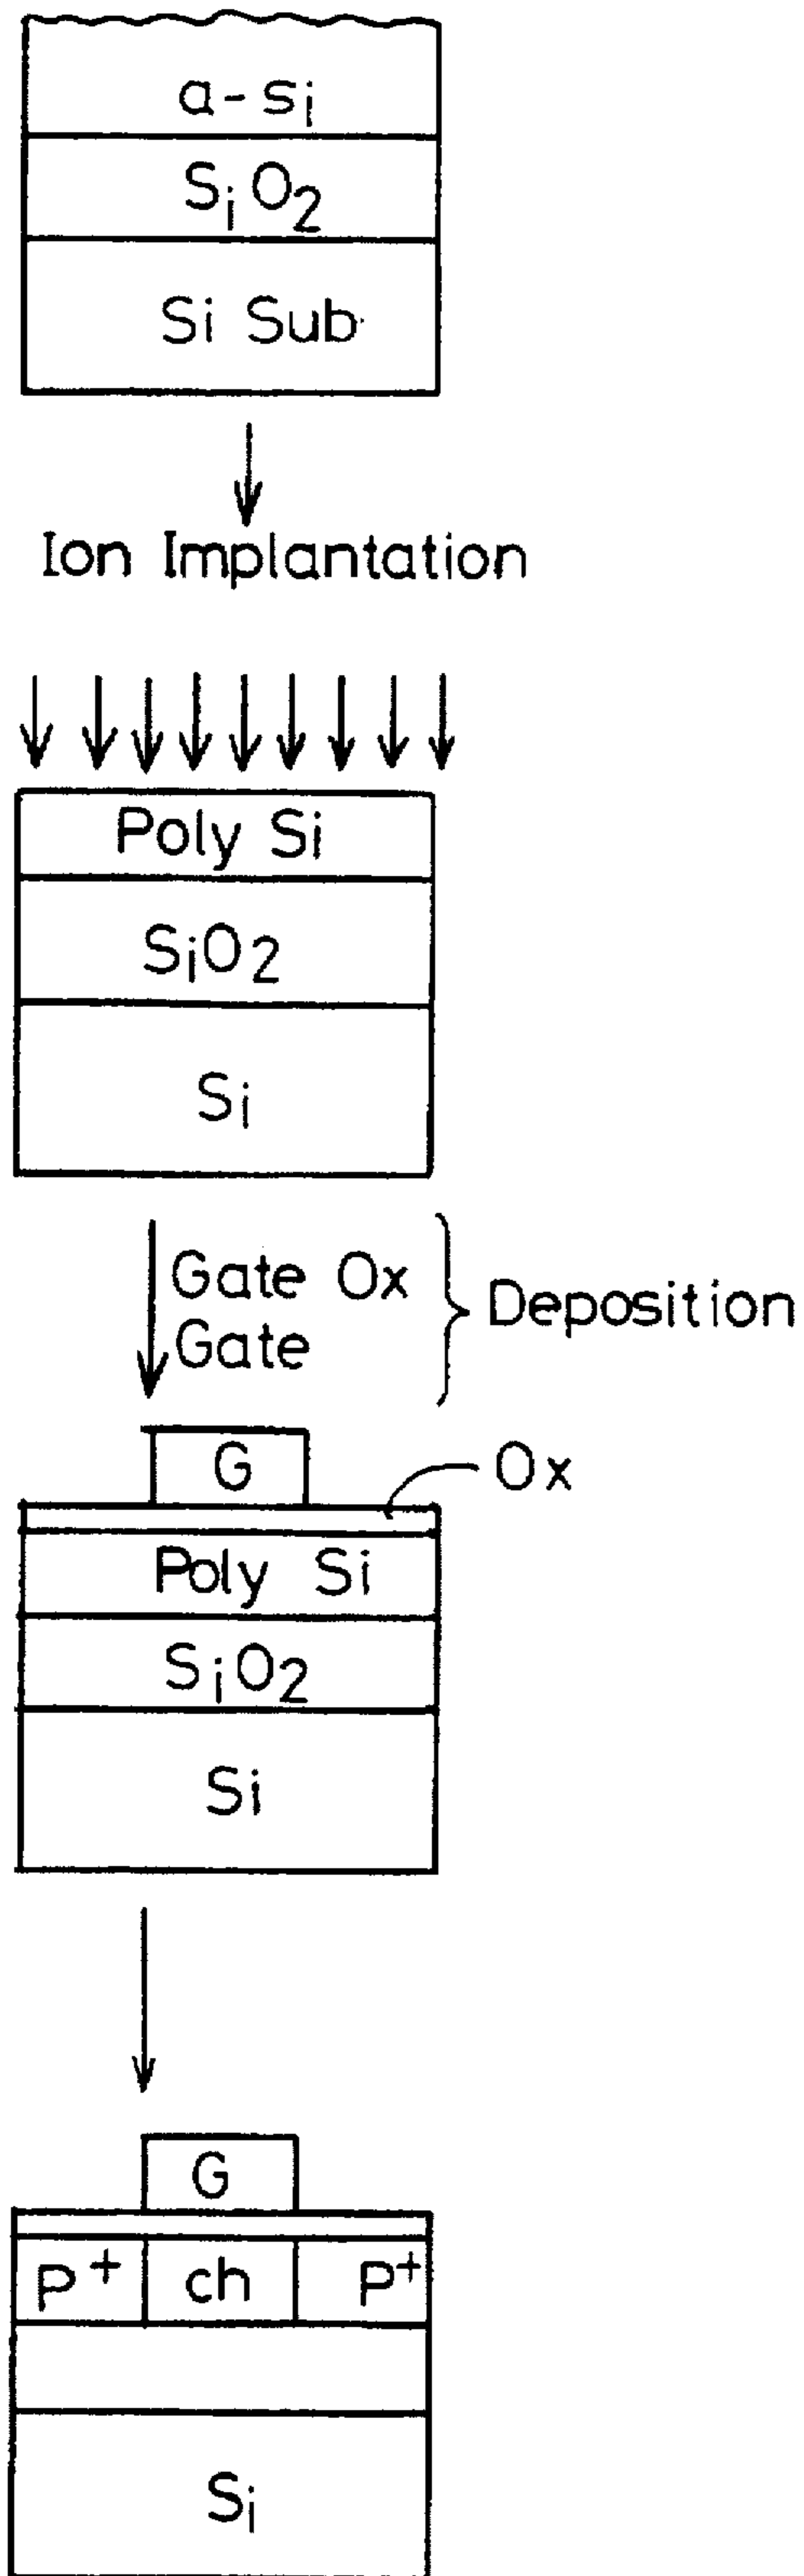 a-si
SiO2
Si Sub
Ion Implantation
Poly Si
SiO2
Si
Gate Ox
Gate
Deposition
G
Ox
Poly Si
SiO2
Si
G
P+ ch P+
Si